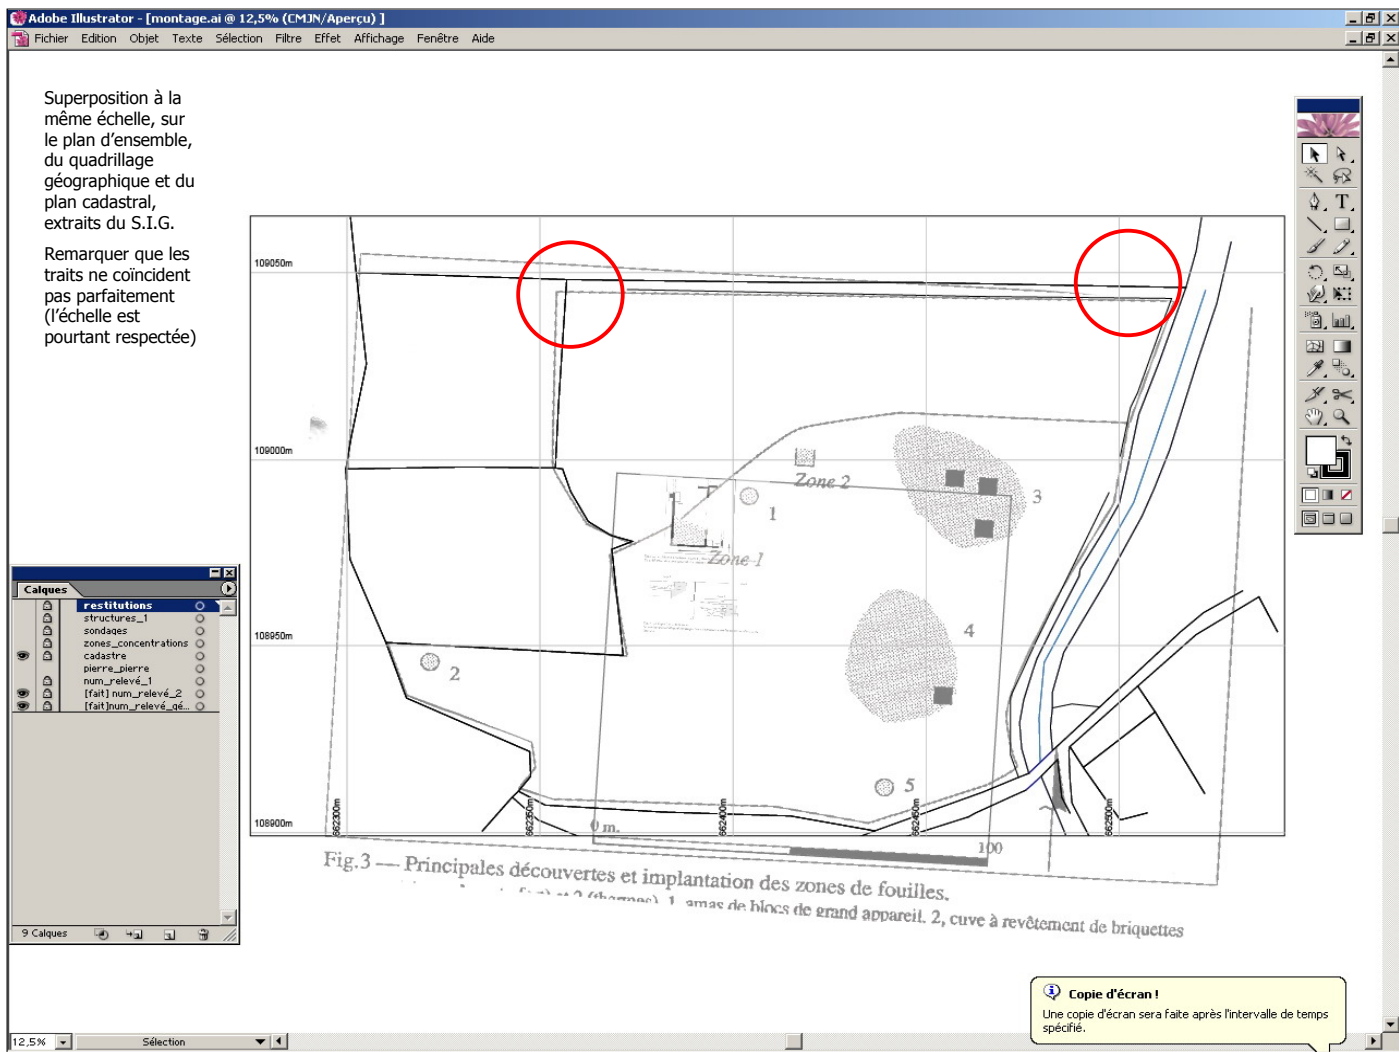 Adobe Illustrator - [montage.ai @ 12,5% (CMJN/Aperçu) ]
Fichier Edition Objet Texte Sélection Filtre Effet Affichage Fenêtre Aide
Superposition à la
même échelle, sur
le plan d'ensemble,
du quadrillage
géographique et du
plan cadastral,
extraits du S.I.G.
Remarquer que les
traits ne coïncident
pas parfaitement
(l'échelle est
pourtant respectée)
109050m
109000m
108950m
108900m
662300m
662350m
662400m
662450m
662500m
Zone 2
1
3
Zone 1
4
2
5
0 m.
100
Fig.3 — Principales découvertes et implantation des zones de fouilles.
et 2 (thermes). 1, amas de blocs de grand appareil. 2, cuve à revêtement de briquettes
Calques
restitutions
structures_1
sondages
zones_concentrations
cadastre
pierre_pierre
num_relevé_1
[fait] num_relevé_2
[fait]num_relevé_gé...
9 Calques
Copie d'écran !
Une copie d'écran sera faite après l'intervalle de temps
spécifié.
12,5%
Sélection